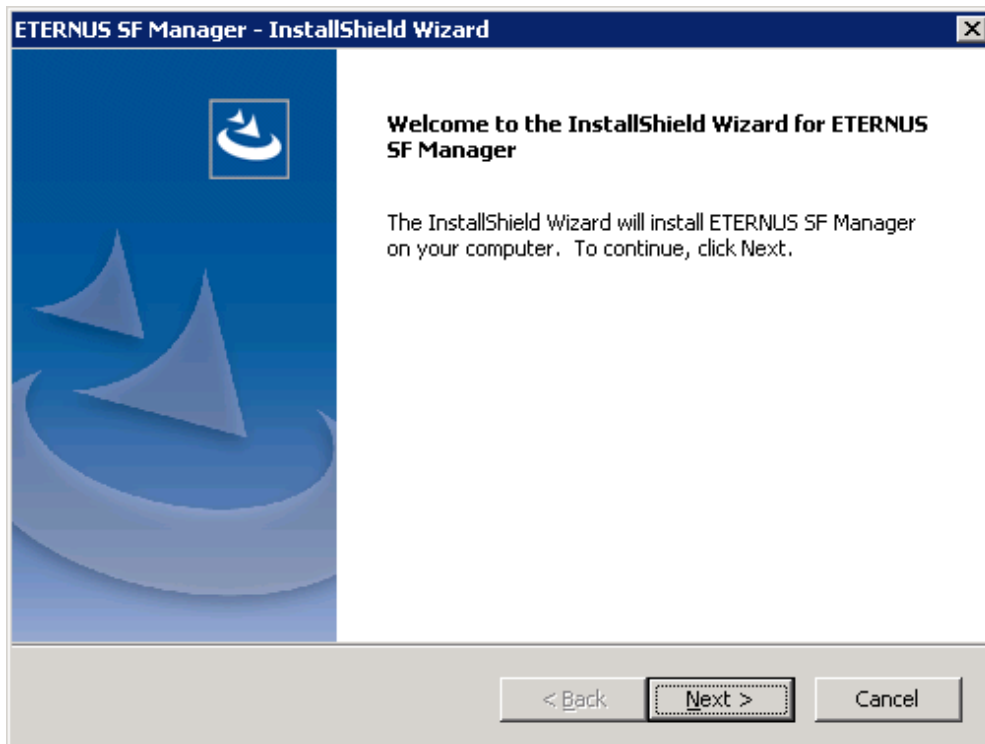 ETERNUS SF Manager - InstallShield Wizard
Welcome to the InstallShield Wizard for ETERNUS
SF Manager
The InstallShield Wizard will install ETERNUS SF Manager
on your computer.  To continue, click Next.
< Back
Next >
Cancel